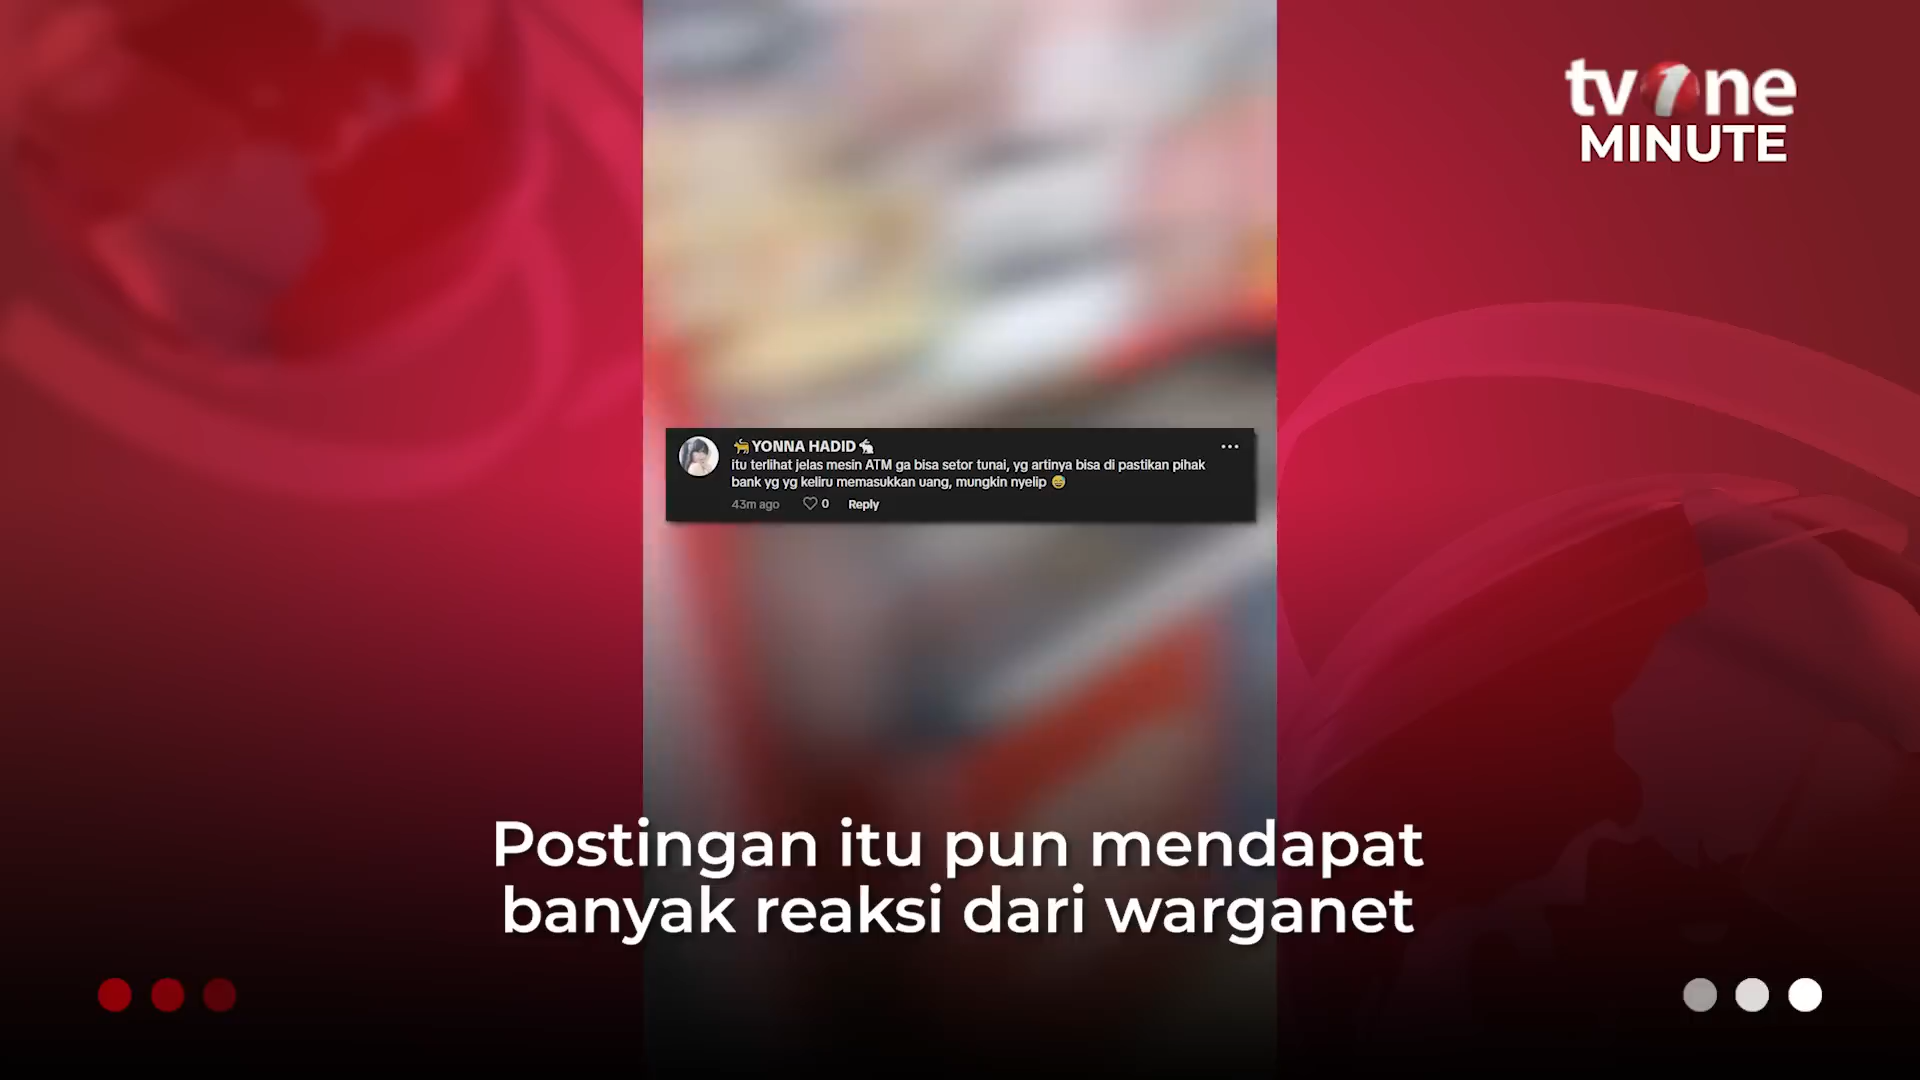 tvOne
MINUTE
🐆YONNA HADID🐇
itu terlihat jelas mesin ATM ga bisa setor tunai, yg artinya bisa di pastikan pihak
bank yg yg keliru memasukkan uang, mungkin nyelip 😅
43m ago 0 Reply
Postingan itu pun mendapat
banyak reaksi dari warganet